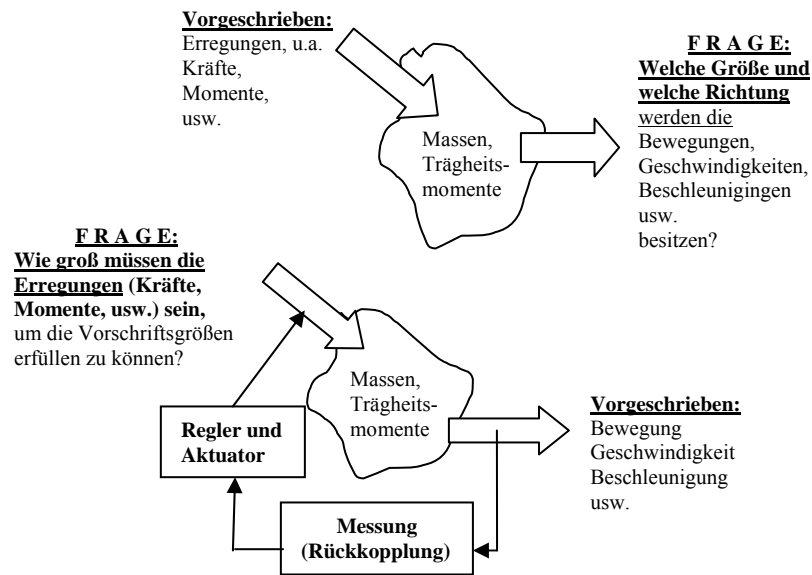 Vorgeschrieben:
Erregungen, u.a.
Kräfte,
Momente,
usw.
Massen,
Trägheits-
momente
F R A G E:
Welche Größe und
welche Richtung
werden die
Bewegungen,
Geschwindigkeiten,
Beschleunigingen
usw.
besitzen?
F R A G E:
Wie groß müssen die
Erregungen (Kräfte,
Momente, usw.) sein,
um die Vorschriftsgrößen
erfüllen zu können?
Massen,
Trägheits-
momente
Regler und
Aktuator
Vorgeschrieben:
Bewegung
Geschwindigkeit
Beschleunigung
usw.
Messung
(Rückkopplung)